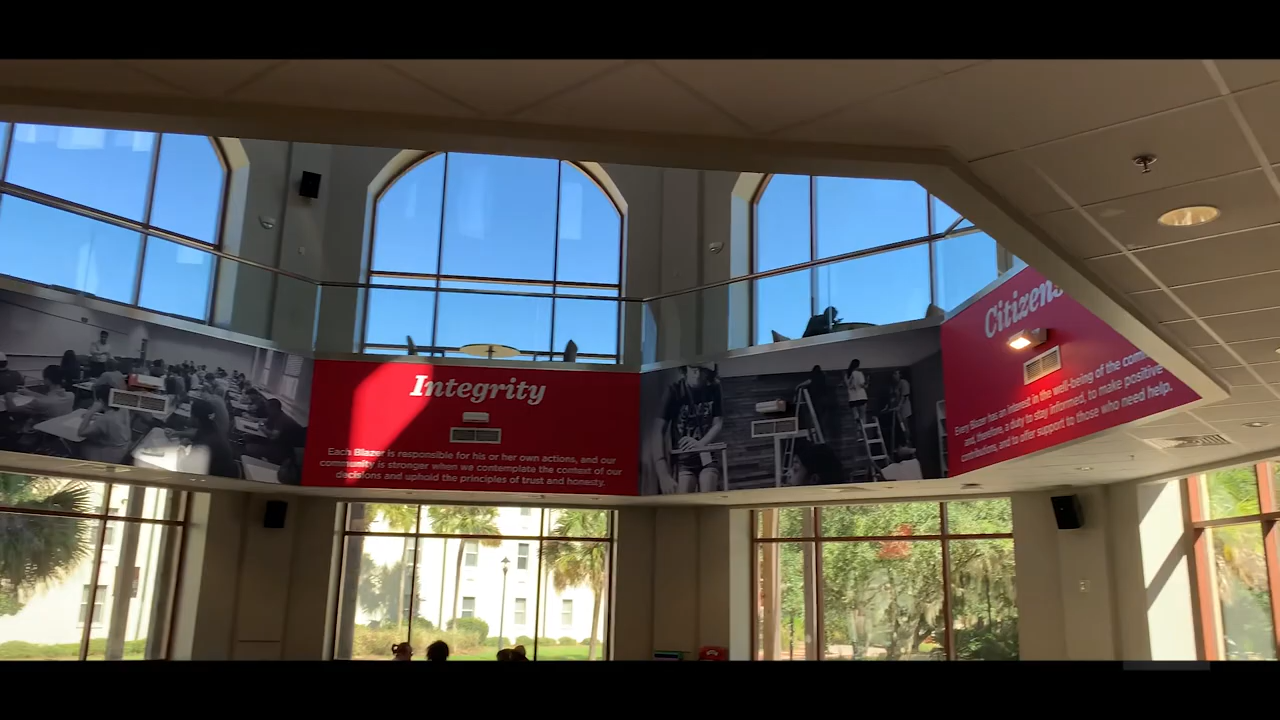 Integrity
Each Blazer is responsible for his or her own actions, and our
community is stronger when we contemplate the context of our
decisions and uphold the principles of trust and honesty.
Citizens
Every Blazer has an interest in the well-being of the
and, therefore, a duty to stay informed, to make positive
contributions, and to offer support to those who need help.